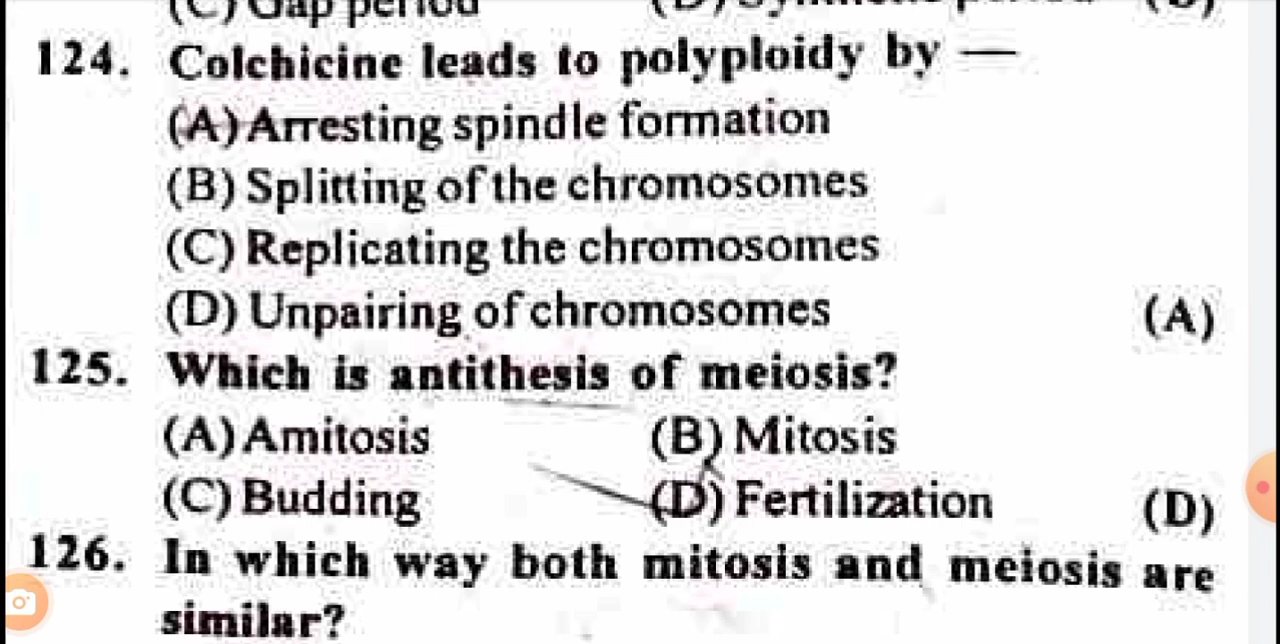 (C) Gap period
124. Colchicine leads to polyploidy by —
(A) Arresting spindle formation
(B) Splitting of the chromosomes
(C) Replicating the chromosomes
(D) Unpairing of chromosomes (A)
125. Which is antithesis of meiosis?
(A) Amitosis (B) Mitosis
(C) Budding (D) Fertilization (D)
126. In which way both mitosis and meiosis are
similar?